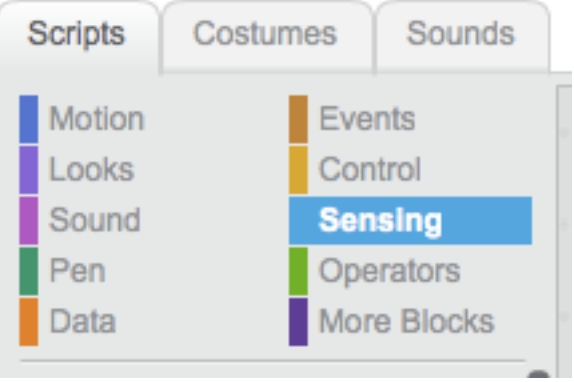 Scripts Costumes Sounds
Motion Events
Looks Control
Sound Sensing
Pen Operators
Data More Blocks